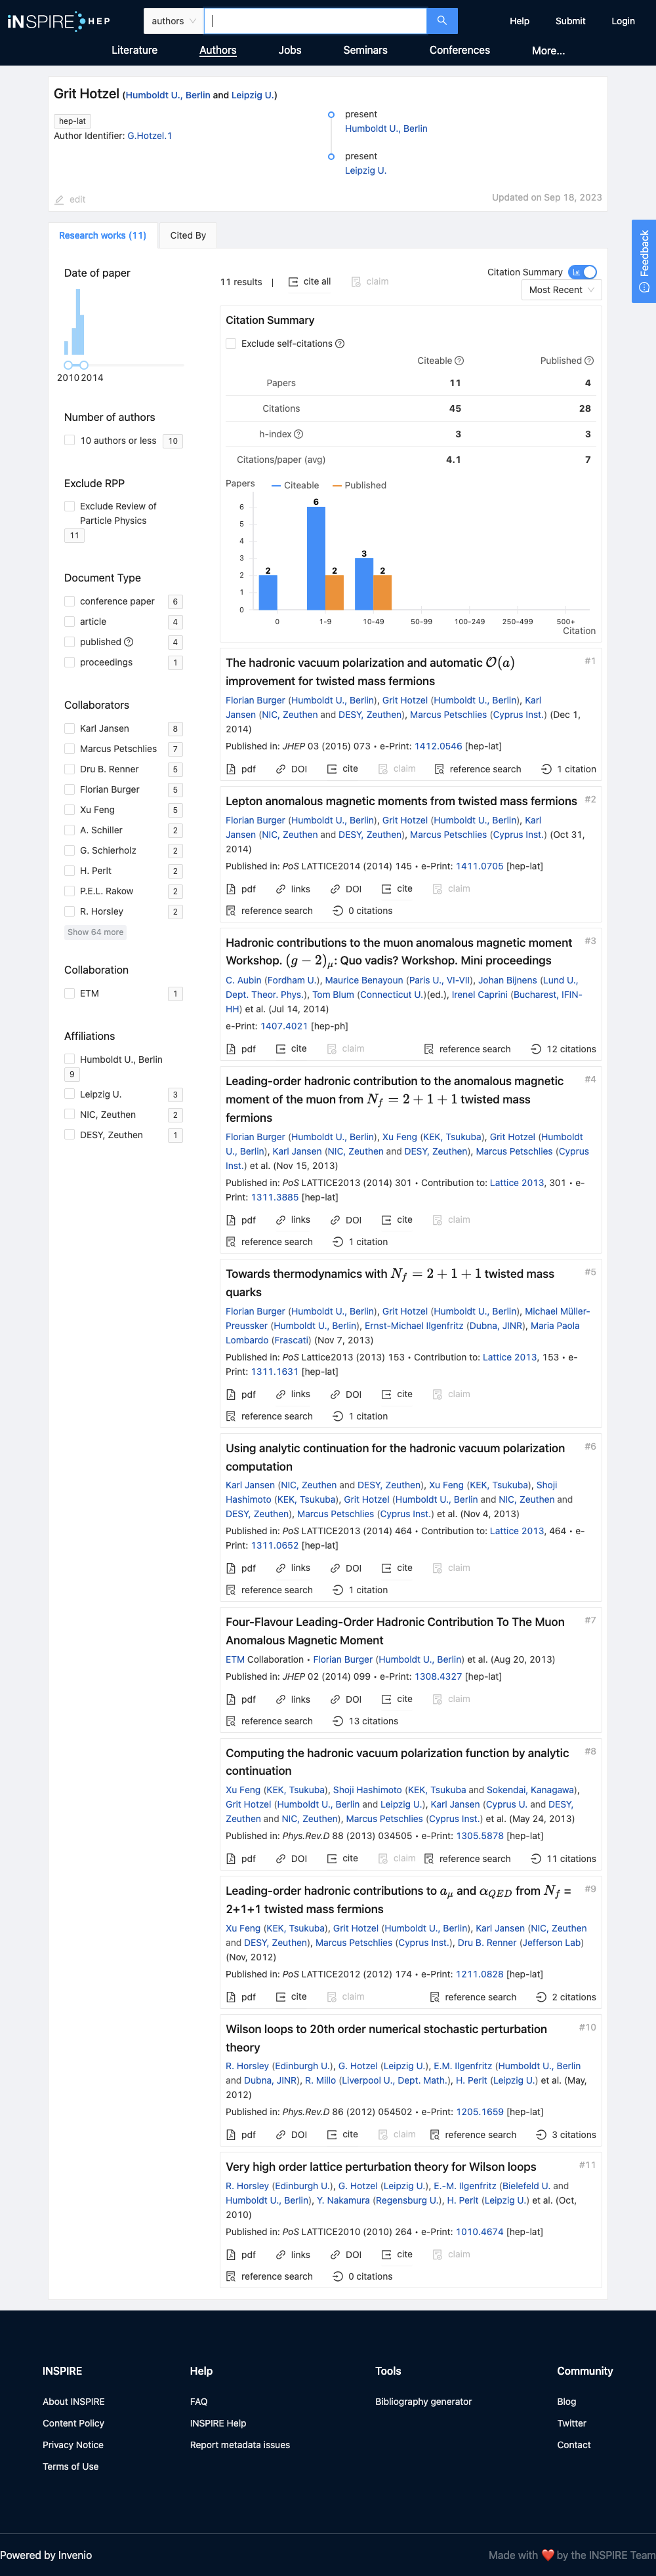 iNSPIRE HEP
authors
Help
Submit
Login
Literature
Authors
Jobs
Seminars
Conferences
More...
Grit Hotzel (Humboldt U., Berlin and Leipzig U.)
hep-lat
Author Identifier: G.Hotzel.1
present
Humboldt U., Berlin
present
Leipzig U.
edit
Updated on Sep 18, 2023
Feedback
Research works (11)
Cited By
Date of paper
2010 2014
Number of authors
10 authors or less 10
Exclude RPP
Exclude Review of
Particle Physics
11
Document Type
conference paper 6
article 4
published 4
proceedings 1
Collaborators
Karl Jansen 8
Marcus Petschlies 7
Dru B. Renner 5
Florian Burger 5
Xu Feng 5
A. Schiller 2
G. Schierholz 2
H. Perlt 2
P.E.L. Rakow 2
R. Horsley 2
Show 64 more
Collaboration
ETM 1
Affiliations
Humboldt U., Berlin
9
Leipzig U. 3
NIC, Zeuthen 2
DESY, Zeuthen 1
11 results | cite all claim
Citation Summary
Most Recent
Citation Summary
Exclude self-citations
Citeable Published
Papers 11 4
Citations 45 28
h-index 3 3
Citations/paper (avg) 4.1 7
Papers Citeable Published
6
5
4
3
2
1
0
2 6 2 3 2
0 1-9 10-49 50-99 100-249 250-499 500+
Citation
The hadronic vacuum polarization and automatic O(a) #1
improvement for twisted mass fermions
Florian Burger (Humboldt U., Berlin), Grit Hotzel (Humboldt U., Berlin), Karl
Jansen (NIC, Zeuthen and DESY, Zeuthen), Marcus Petschlies (Cyprus Inst.) (Dec 1,
2014)
Published in: JHEP 03 (2015) 073 • e-Print: 1412.0546 [hep-lat]
pdf DOI cite claim reference search 1 citation
Lepton anomalous magnetic moments from twisted mass fermions #2
Florian Burger (Humboldt U., Berlin), Grit Hotzel (Humboldt U., Berlin), Karl
Jansen (NIC, Zeuthen and DESY, Zeuthen), Marcus Petschlies (Cyprus Inst.) (Oct 31,
2014)
Published in: PoS LATTICE2014 (2014) 145 • e-Print: 1411.0705 [hep-lat]
pdf links DOI cite claim
reference search 0 citations
Hadronic contributions to the muon anomalous magnetic moment #3
Workshop. (g − 2)μ: Quo vadis? Workshop. Mini proceedings
C. Aubin (Fordham U.), Maurice Benayoun (Paris U., VI-VII), Johan Bijnens (Lund U.,
Dept. Theor. Phys.), Tom Blum (Connecticut U.)(ed.), Irenel Caprini (Bucharest, IFIN-
HH) et al. (Jul 14, 2014)
e-Print: 1407.4021 [hep-ph]
pdf cite claim reference search 12 citations
Leading-order hadronic contribution to the anomalous magnetic #4
moment of the muon from Nf = 2 + 1 + 1 twisted mass
fermions
Florian Burger (Humboldt U., Berlin), Xu Feng (KEK, Tsukuba), Grit Hotzel (Humboldt
U., Berlin), Karl Jansen (NIC, Zeuthen and DESY, Zeuthen), Marcus Petschlies (Cyprus
Inst.) et al. (Nov 15, 2013)
Published in: PoS LATTICE2013 (2014) 301 • Contribution to: Lattice 2013, 301 • e-
Print: 1311.3885 [hep-lat]
pdf links DOI cite claim
reference search 1 citation
Towards thermodynamics with Nf = 2 + 1 + 1 twisted mass #5
quarks
Florian Burger (Humboldt U., Berlin), Grit Hotzel (Humboldt U., Berlin), Michael Müller-
Preussker (Humboldt U., Berlin), Ernst-Michael Ilgenfritz (Dubna, JINR), Maria Paola
Lombardo (Frascati) (Nov 7, 2013)
Published in: PoS Lattice2013 (2013) 153 • Contribution to: Lattice 2013, 153 • e-
Print: 1311.1631 [hep-lat]
pdf links DOI cite claim
reference search 1 citation
Using analytic continuation for the hadronic vacuum polarization #6
computation
Karl Jansen (NIC, Zeuthen and DESY, Zeuthen), Xu Feng (KEK, Tsukuba), Shoji
Hashimoto (KEK, Tsukuba), Grit Hotzel (Humboldt U., Berlin and NIC, Zeuthen and
DESY, Zeuthen), Marcus Petschlies (Cyprus Inst.) et al. (Nov 4, 2013)
Published in: PoS LATTICE2013 (2014) 464 • Contribution to: Lattice 2013, 464 • e-
Print: 1311.0652 [hep-lat]
pdf links DOI cite claim
reference search 1 citation
Four-Flavour Leading-Order Hadronic Contribution To The Muon #7
Anomalous Magnetic Moment
ETM Collaboration • Florian Burger (Humboldt U., Berlin) et al. (Aug 20, 2013)
Published in: JHEP 02 (2014) 099 • e-Print: 1308.4327 [hep-lat]
pdf links DOI cite claim
reference search 13 citations
Computing the hadronic vacuum polarization function by analytic #8
continuation
Xu Feng (KEK, Tsukuba), Shoji Hashimoto (KEK, Tsukuba and Sokendai, Kanagawa),
Grit Hotzel (Humboldt U., Berlin and Leipzig U.), Karl Jansen (Cyprus U. and DESY,
Zeuthen and NIC, Zeuthen), Marcus Petschlies (Cyprus Inst.) et al. (May 24, 2013)
Published in: Phys.Rev.D 88 (2013) 034505 • e-Print: 1305.5878 [hep-lat]
pdf DOI cite claim reference search 11 citations
Leading-order hadronic contributions to aμ and αQED from Nf = #9
2+1+1 twisted mass fermions
Xu Feng (KEK, Tsukuba), Grit Hotzel (Humboldt U., Berlin), Karl Jansen (NIC, Zeuthen
and DESY, Zeuthen), Marcus Petschlies (Cyprus Inst.), Dru B. Renner (Jefferson Lab)
(Nov, 2012)
Published in: PoS LATTICE2012 (2012) 174 • e-Print: 1211.0828 [hep-lat]
pdf cite claim reference search 2 citations
Wilson loops to 20th order numerical stochastic perturbation #10
theory
R. Horsley (Edinburgh U.), G. Hotzel (Leipzig U.), E.M. Ilgenfritz (Humboldt U., Berlin
and Dubna, JINR), R. Millo (Liverpool U., Dept. Math.), H. Perlt (Leipzig U.) et al. (May,
2012)
Published in: Phys.Rev.D 86 (2012) 054502 • e-Print: 1205.1659 [hep-lat]
pdf DOI cite claim reference search 3 citations
Very high order lattice perturbation theory for Wilson loops #11
R. Horsley (Edinburgh U.), G. Hotzel (Leipzig U.), E.-M. Ilgenfritz (Bielefeld U. and
Humboldt U., Berlin), Y. Nakamura (Regensburg U.), H. Perlt (Leipzig U.) et al. (Oct,
2010)
Published in: PoS LATTICE2010 (2010) 264 • e-Print: 1010.4674 [hep-lat]
pdf links DOI cite claim
reference search 0 citations
INSPIRE
About INSPIRE
Content Policy
Privacy Notice
Terms of Use
Help
FAQ
INSPIRE Help
Report metadata issues
Tools
Bibliography generator
Community
Blog
Twitter
Contact
Powered by Invenio
Made with ❤️ by the INSPIRE Team